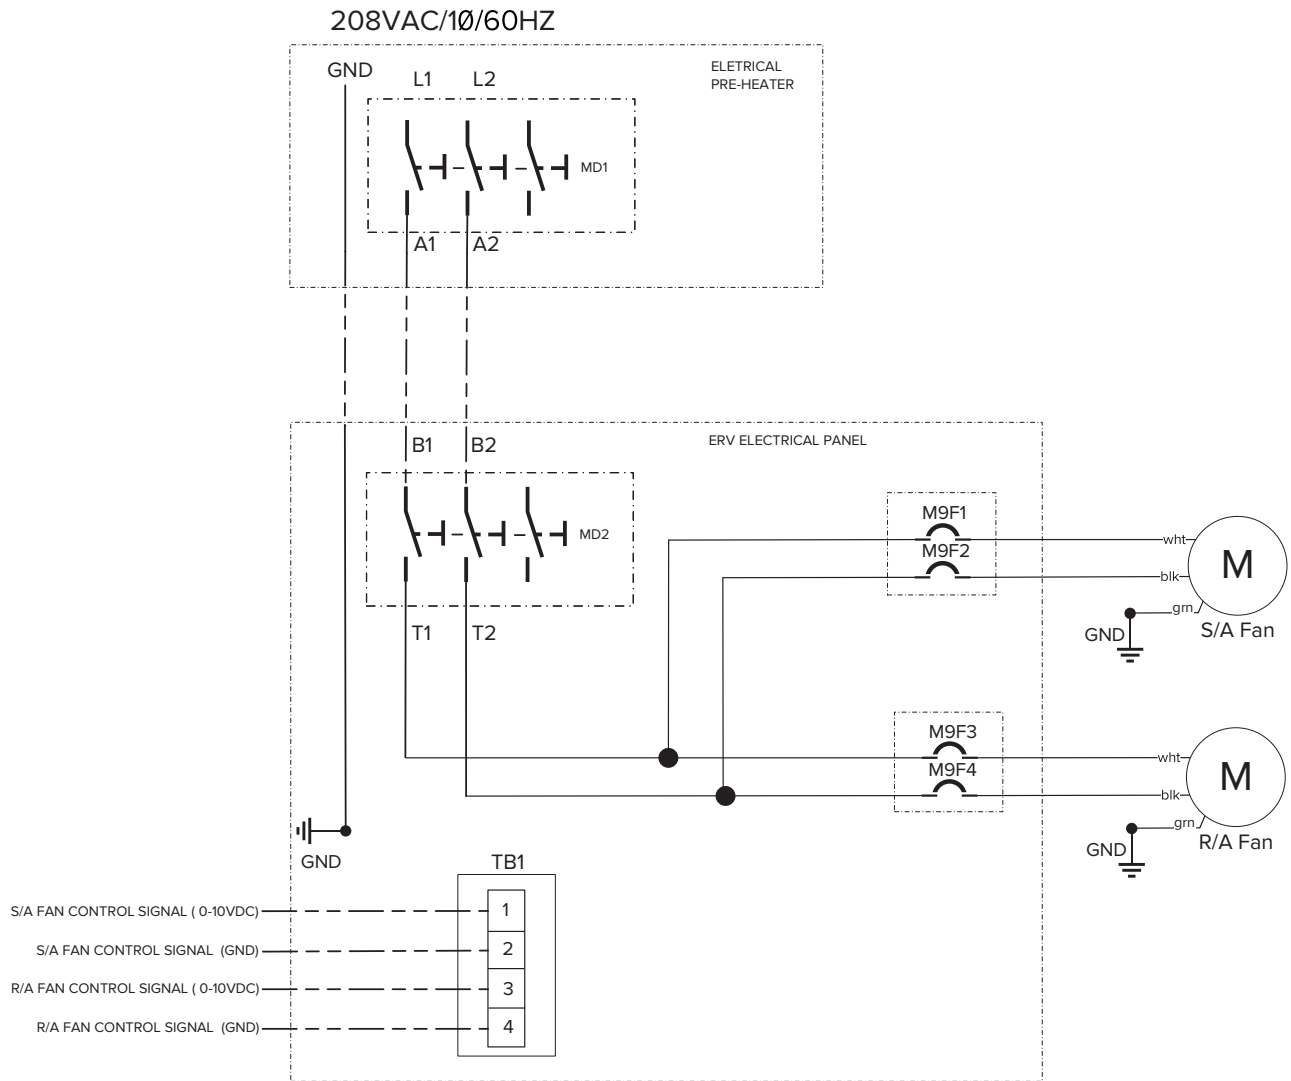 208VAC/1Ø/60HZ
GND
L1 L2
ELETRICAL
PRE-HEATER
MD1
A1 A2
B1 B2
ERV ELECTRICAL PANEL
MD2
T1 T2
M9F1
M9F2
wht
blk
grn
M
GND
S/A Fan
M9F3
M9F4
wht
blk
grn
M
GND
R/A Fan
GND
TB1
S/A FAN CONTROL SIGNAL ( 0-10VDC) 1
S/A FAN CONTROL SIGNAL (GND) 2
R/A FAN CONTROL SIGNAL ( 0-10VDC) 3
R/A FAN CONTROL SIGNAL (GND) 4